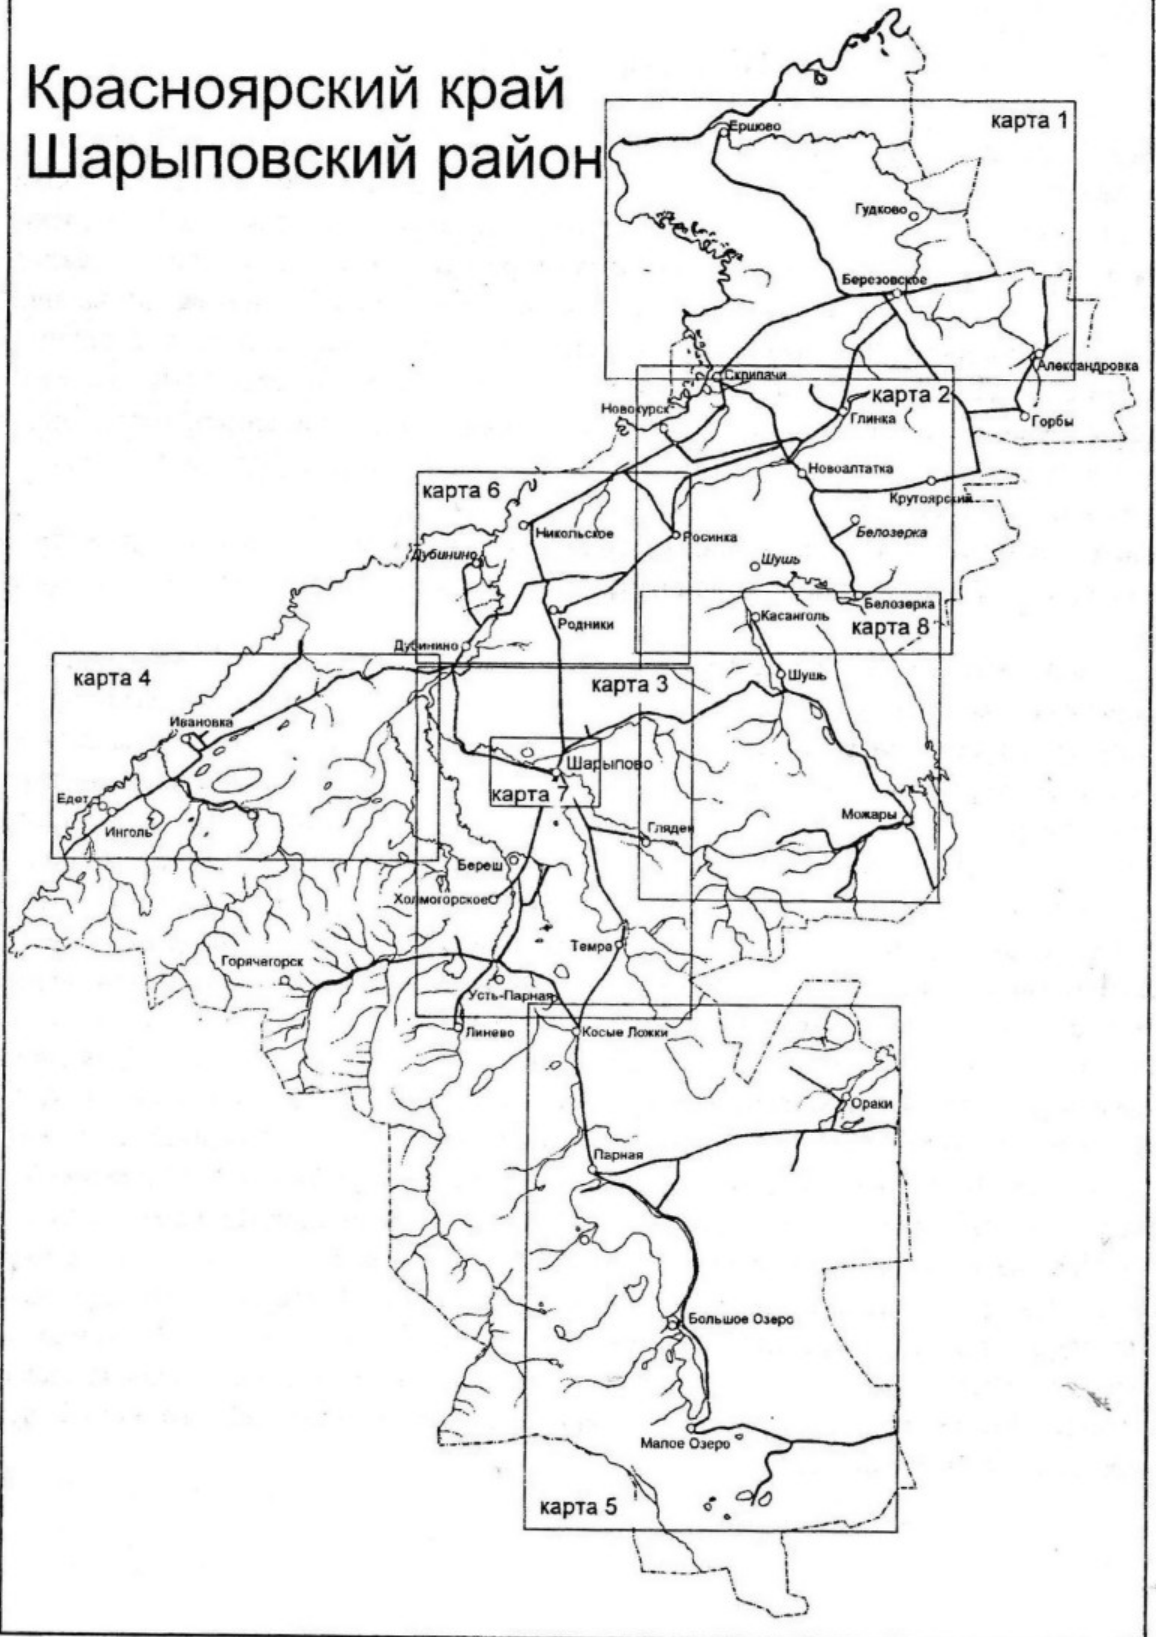 Красноярский край
Шарыповский район
карта 1
Ершово
Гудково
Березовское
Александровка
Скрипачи
карта 2
Новокурск
Глинка
Горбы
Новоалтатка
карта 6
Крутоярский
Никольское
Росинка
Белозерка
Дубинино
Шушь
Белозерка
Родники
Касанголь
карта 8
Дубинино
карта 4
карта 3
Шушь
Ивановка
Шарыпово
карта 7
Едет
Инголь
Можары
Гляден
Береш
Холмогорское
Темра
Горячегорск
Усть-Парная
Линево
Косые Ложки
Ораки
Парная
Большое Озеро
Малое Озеро
карта 5